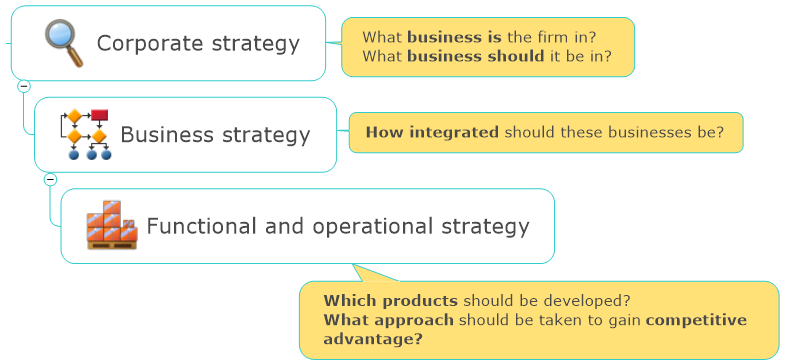 Corporate strategy
What business is the firm in?
What business should it be in?
Business strategy
How integrated should these businesses be?
Functional and operational strategy
Which products should be developed?
What approach should be taken to gain competitive
advantage?